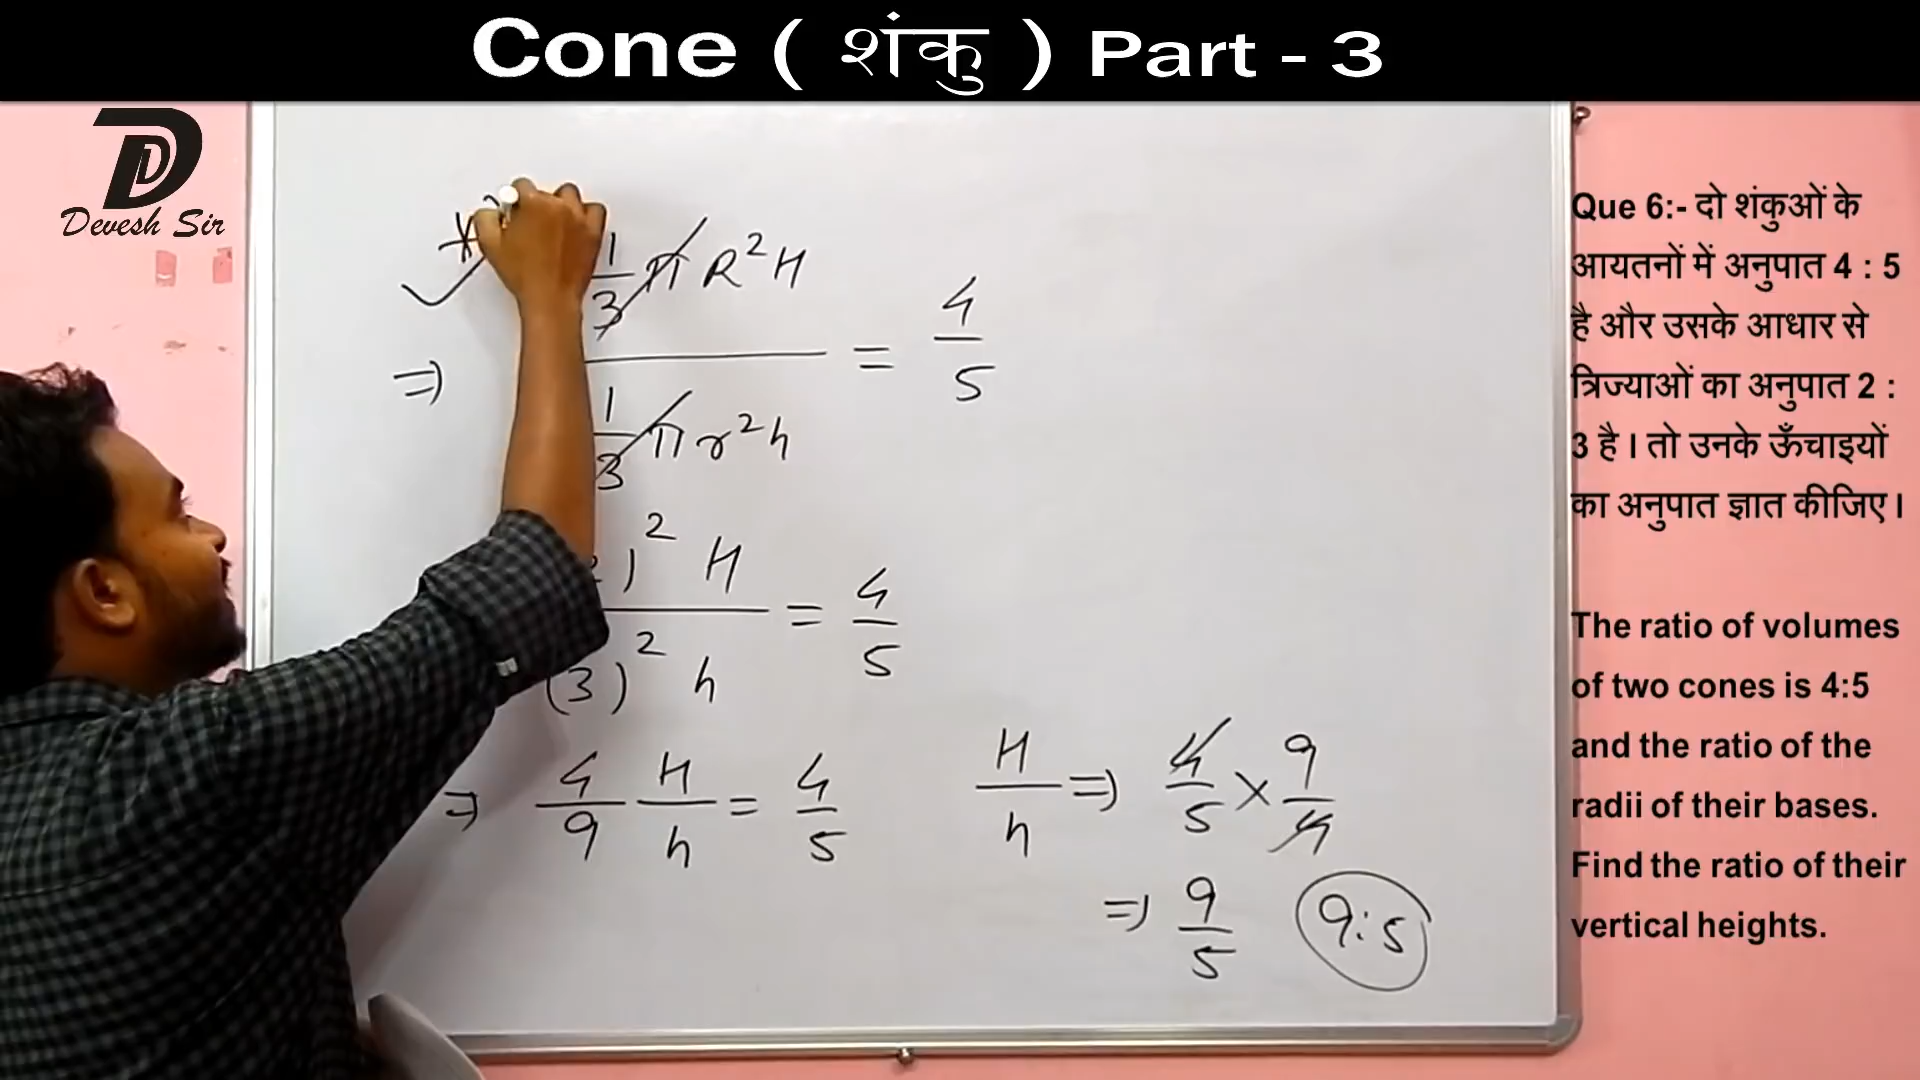 Cone ( शंकु ) Part - 3
D
Devesh Sir
Que 6:- दो शंकुओं के
आयतनों में अनुपात 4 : 5
है और उसके आधार से
त्रिज्याओं का अनुपात 2 :
3 है । तो उनके ऊँचाइयों
का अनुपात ज्ञात कीजिए ।
The ratio of volumes
of two cones is 4:5
and the ratio of the
radii of their bases.
Find the ratio of their
vertical heights.
1/3 π R² H
⇒ = 4/5
1/3 π r² h
)² H
= 4/5
(3)² h
⇒ 4/9 H/h = 4/5
H/h ⇒ 4/5 × 9/4
⇒ 9/5 9:5